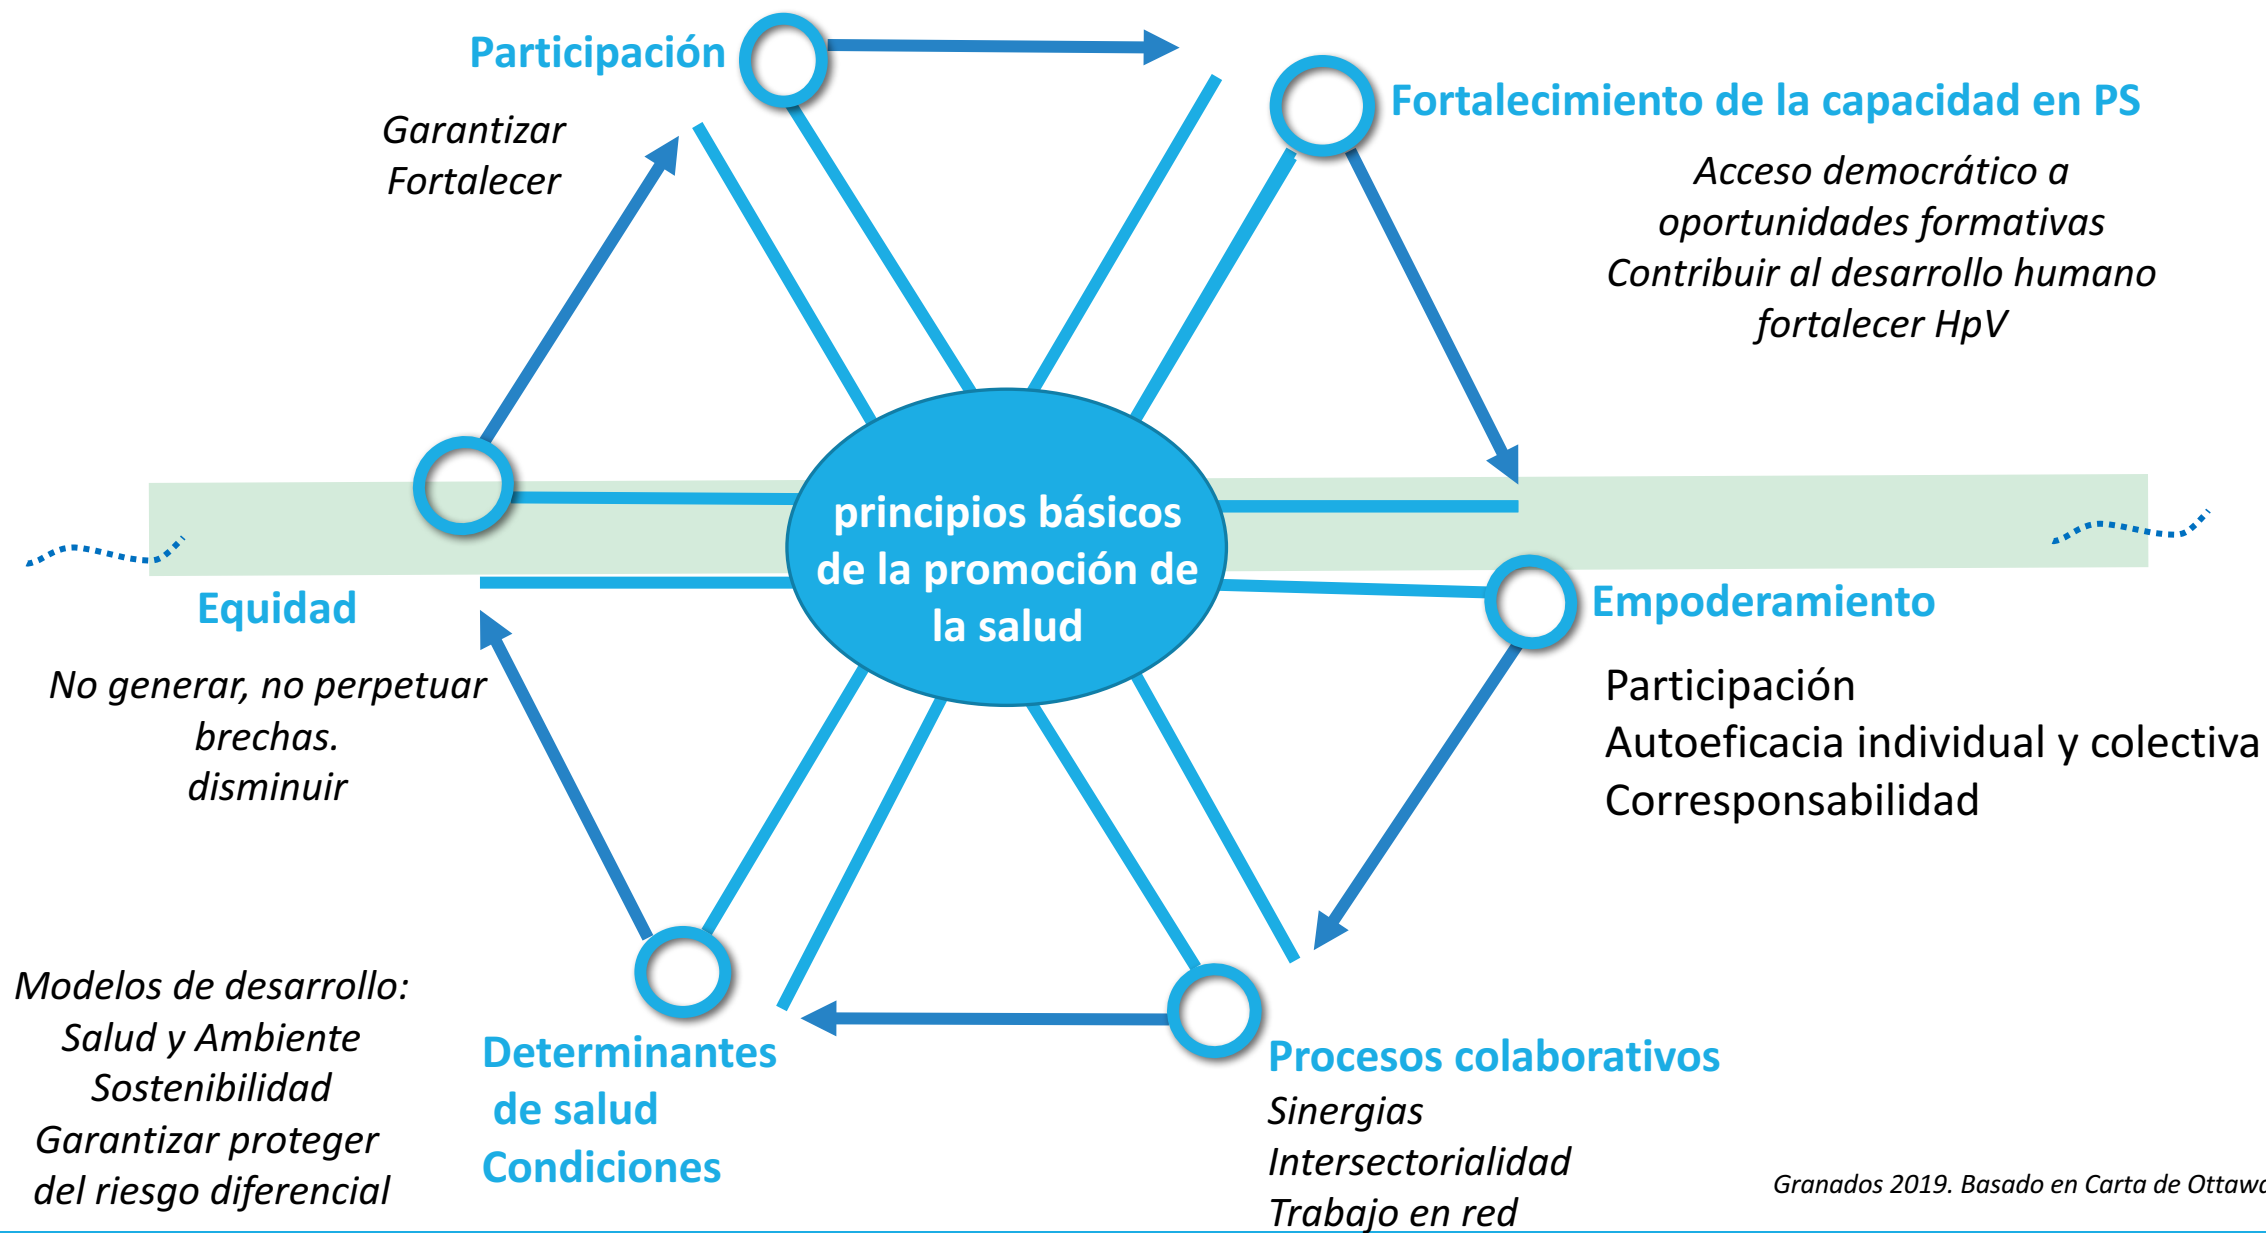 Participación
Garantizar
Fortalecer
Fortalecimiento de la capacidad en PS
Acceso democrático a
oportunidades formativas
Contribuir al desarrollo humano
fortalecer HpV
principios básicos
de la promoción de
la salud
Equidad
No generar, no perpetuar
brechas.
disminuir
Empoderamiento
Participación
Autoeficacia individual y colectiva
Corresponsabilidad
Modelos de desarrollo:
Salud y Ambiente
Sostenibilidad
Garantizar proteger
del riesgo diferencial
Determinantes
de salud
Condiciones
Procesos colaborativos
Sinergias
Intersectorialidad
Trabajo en red
Granados 2019. Basado en Carta de Ottawa